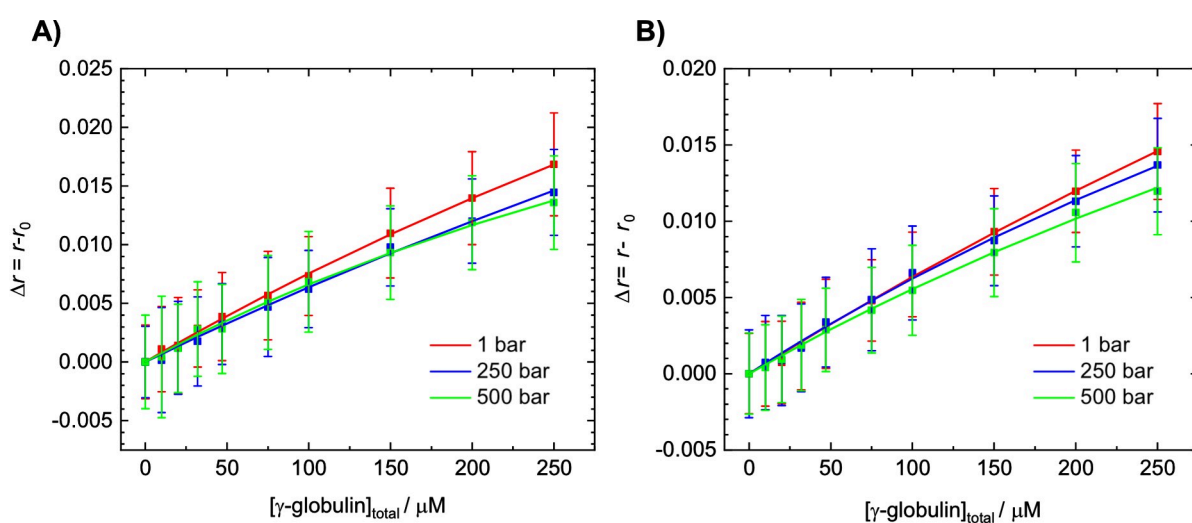 A)
0.025
0.020
0.015
0.010
0.005
0.000
-0.005
Δr = r-r0
0 50 100 150 200 250
[γ-globulin]total / μM
1 bar
250 bar
500 bar
B)
0.020
0.015
0.010
0.005
0.000
-0.005
Δr= r- r0
0 50 100 150 200 250
[γ-globulin]total / μM
1 bar
250 bar
500 bar